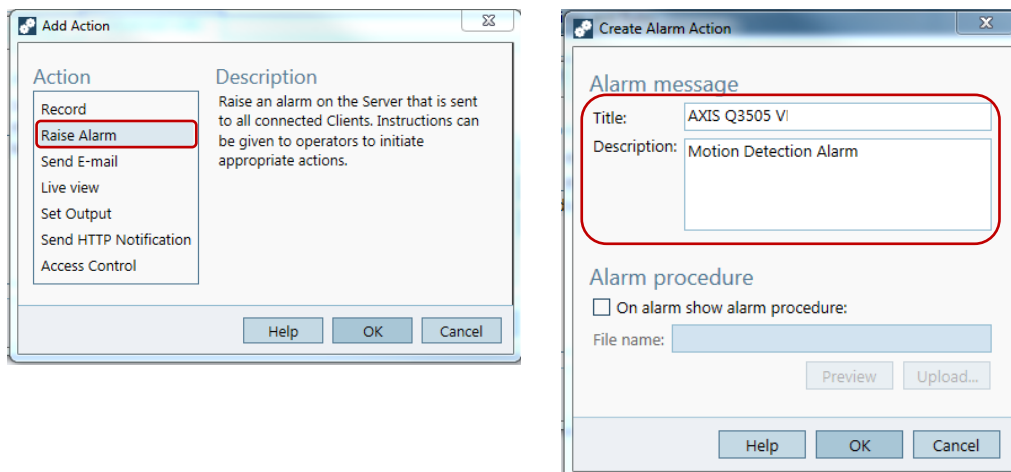 Add Action
Action
Record
Raise Alarm
Send E-mail
Live view
Set Output
Send HTTP Notification
Access Control
Description
Raise an alarm on the Server that is sent
to all connected Clients. Instructions can
be given to operators to initiate
appropriate actions.
Help OK Cancel
Create Alarm Action
Alarm message
Title: AXIS Q3505 V
Description: Motion Detection Alarm
Alarm procedure
On alarm show alarm procedure:
File name:
Preview Upload...
Help OK Cancel